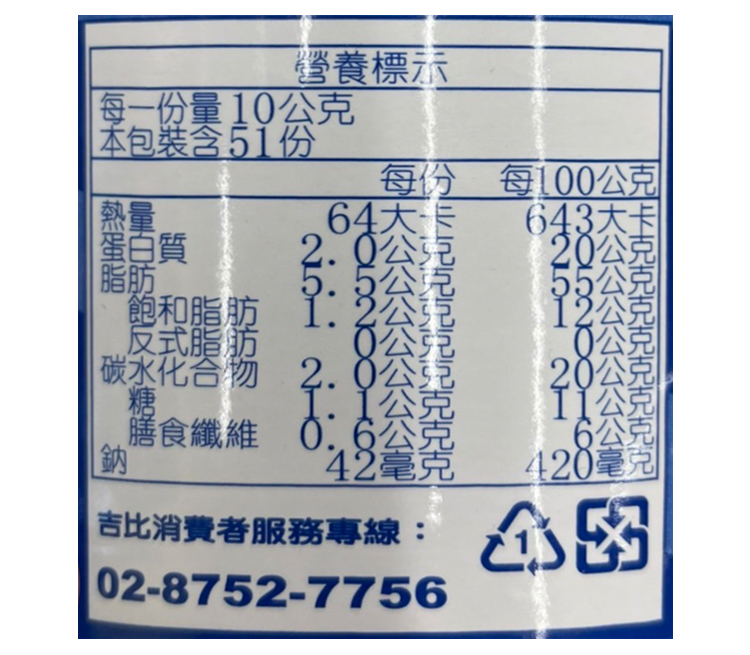 營養標示
每一份量10公克
本包裝含51份
每份 每100公克
熱量 64大卡 643大卡
蛋白質 2.0公克 20公克
脂肪 5.5公克 55公克
飽和脂肪 1.2公克 12公克
反式脂肪 0公克 0公克
碳水化合物 2.0公克 20公克
糖 1.1公克 11公克
膳食纖維 0.6公克 6公克
鈉 42毫克 420毫克
吉比消費者服務專線：
1
02-8752-7756